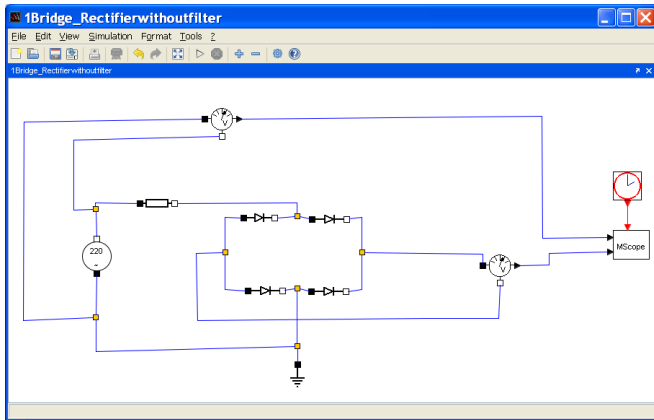 1Bridge_Rectifierwithoutfilter
File Edit View Simulation Format Tools ?
1Bridge_Rectifierwithoutfilter
V
220
~
V
MScope